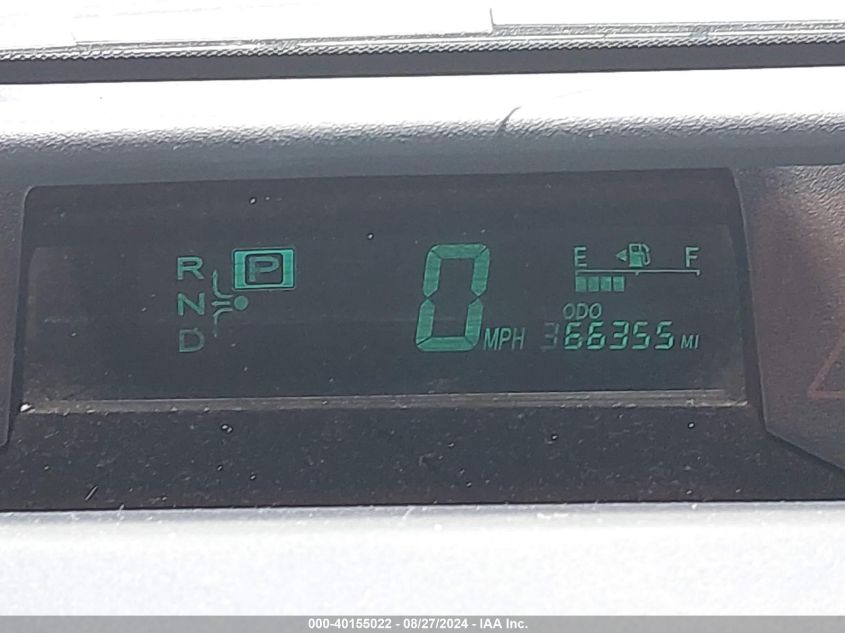 R P
N
D
0 MPH
E F
ODO
366355 MI
000-40155022 - 08/27/2024 - IAA Inc.